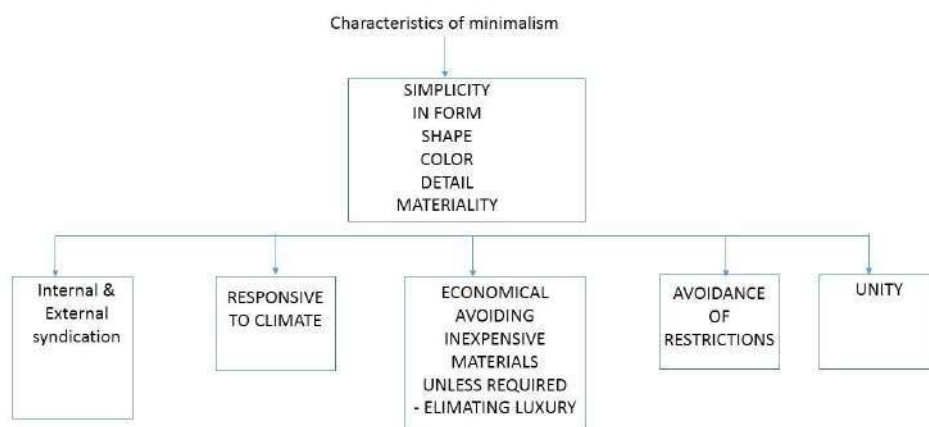 Characteristics of minimalism
SIMPLICITY
IN FORM
SHAPE
COLOR
DETAIL
MATERIALITY
Internal &
External
syndication
RESPONSIVE
TO CLIMATE
ECONOMICAL
AVOIDING
INEXPENSIVE
MATERIALS
UNLESS REQUIRED
- ELIMATING LUXURY
AVOIDANCE
OF
RESTRICTIONS
UNITY